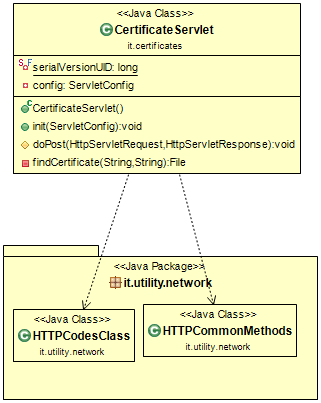 <<Java Class>>
CertificateServlet
it.certificates
serialVersionUID: long
config: ServletConfig
CertificateServlet()
init(ServletConfig):void
doPost(HttpServletRequest,HttpServletResponse):void
findCertificate(String,String):File
<<Java Package>>
it.utility.network
<<Java Class>>
HTTPCodesClass
it.utility.network
<<Java Class>>
HTTPCommonMethods
it.utility.network